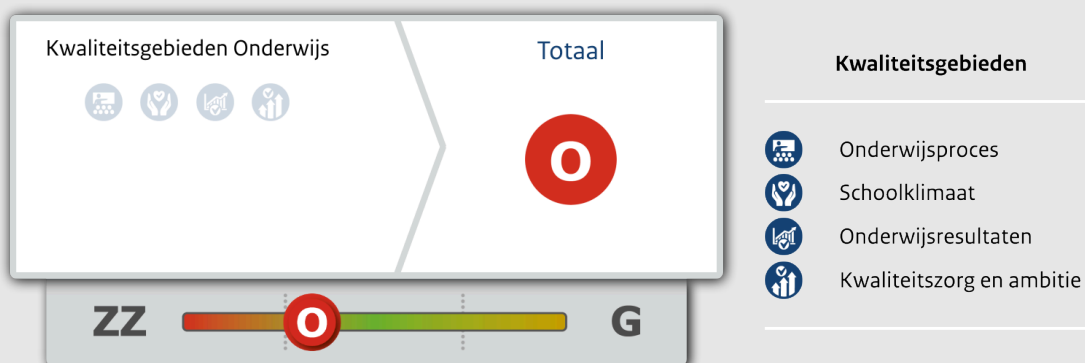 Kwaliteitsgebieden Onderwijs
Totaal
O
ZZ
O
G
Kwaliteitsgebieden
Onderwijsproces
Schoolklimaat
Onderwijsresultaten
Kwaliteitszorg en ambitie